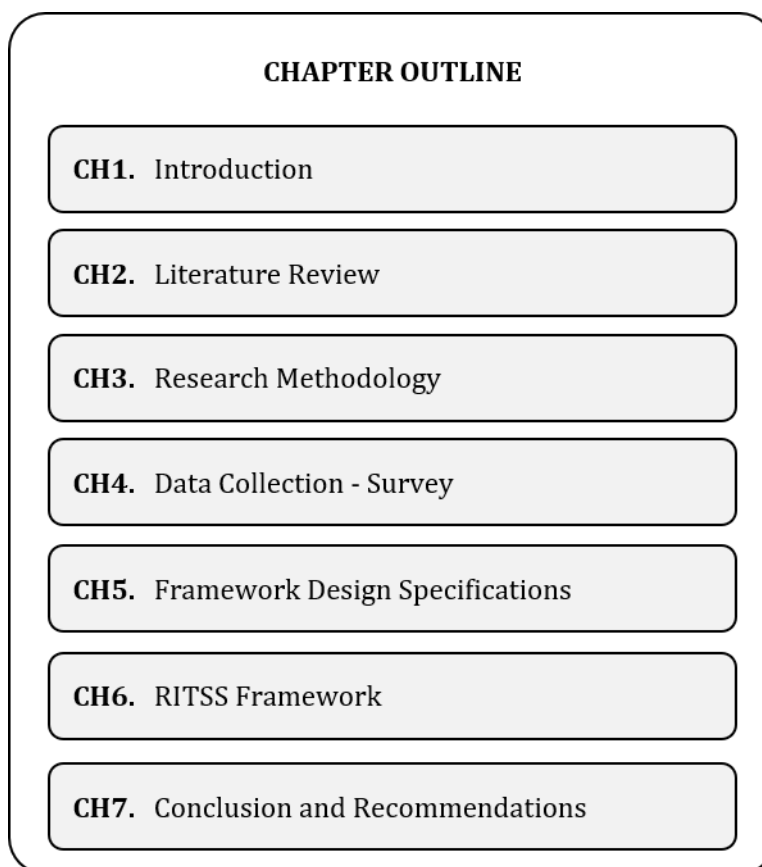 CHAPTER OUTLINE
CH1. Introduction
CH2. Literature Review
CH3. Research Methodology
CH4. Data Collection - Survey
CH5. Framework Design Specifications
CH6. RITSS Framework
CH7. Conclusion and Recommendations